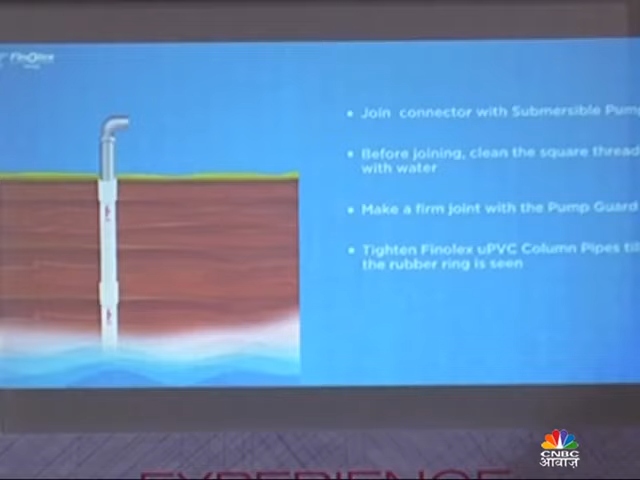 Finolex
• Join connector with Submersible Pump
• Before joining, clean the square thread
with water
• Make a firm joint with the Pump Guard
• Tighten Finolex uPVC Column Pipes til
the rubber ring is seen
EXPERIENCE
CNBC
आवाज़